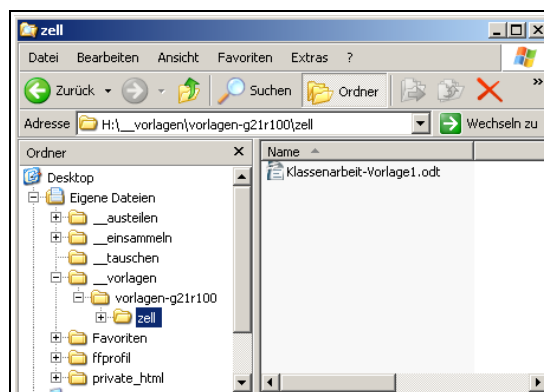 zell
Datei Bearbeiten Ansicht Favoriten Extras ?
Zurück Suchen Ordner »
Adresse H:\__vorlagen\vorlagen-g21r100\zell Wechseln zu
Ordner x Name
Desktop Klassenarbeit-Vorlage1.odt
Eigene Dateien
__austeilen
__einsammeln
__tauschen
__vorlagen
vorlagen-g21r100
zell
Favoriten
ffprofil
private_html